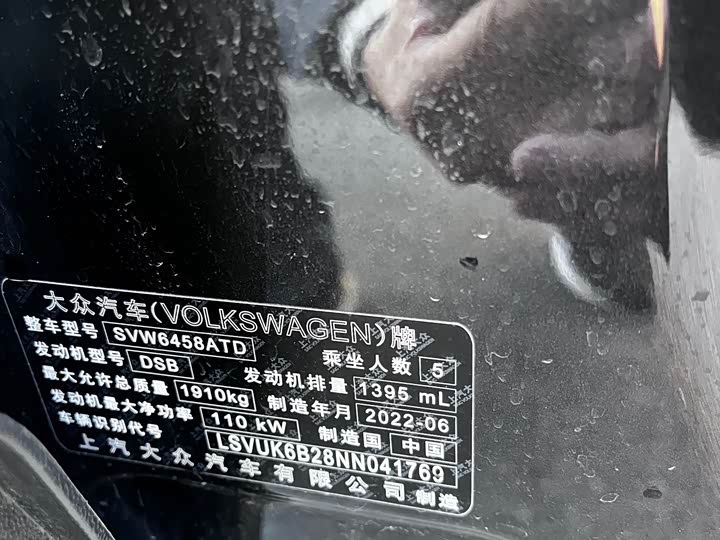 大众汽车(VOLKSWAGEN)牌
整车型号 SVW6458ATD 乘坐人数 5
发动机型号 DSB 发动机排量 1395 mL
最大允许总质量 1910kg 制造年月 2022-06
发动机最大净功率 110 kW 制造国 中国
车辆识别代号 LSVUK6B28NN041769
上汽大众汽车有限公司 制造